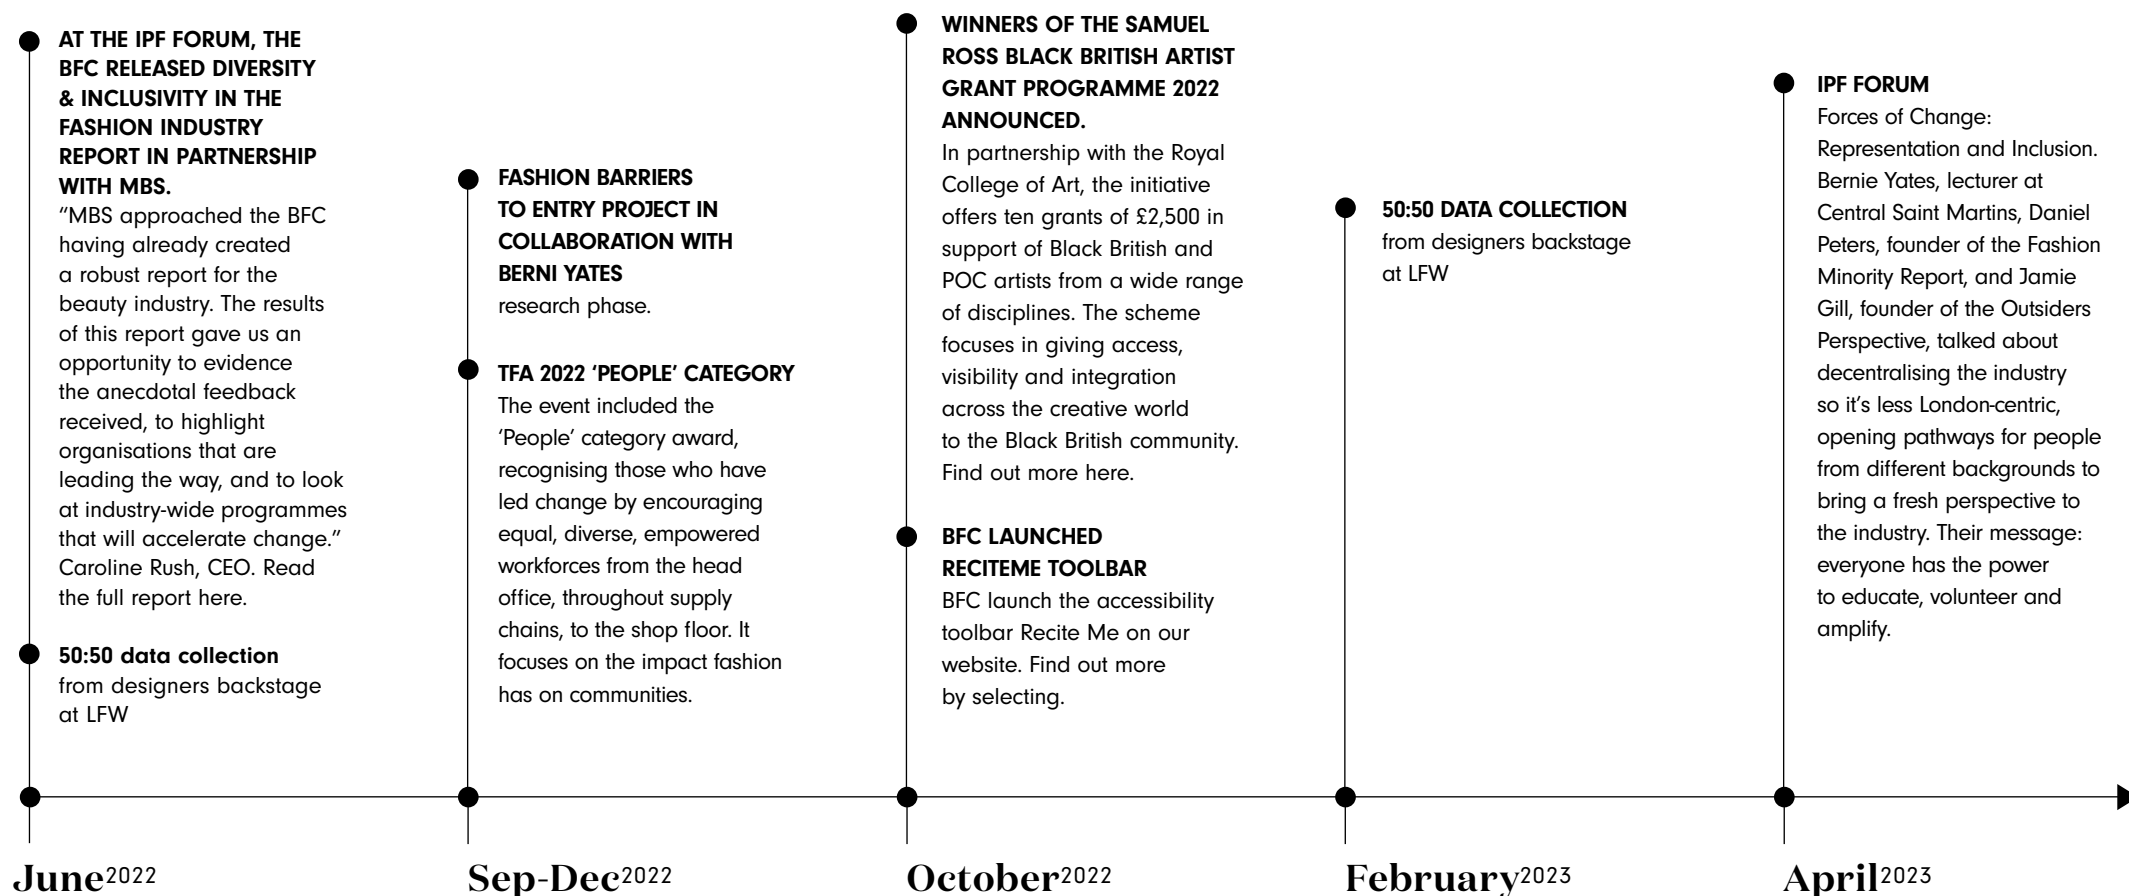 AT THE IPF FORUM, THE
BFC RELEASED DIVERSITY
& INCLUSIVITY IN THE
FASHION INDUSTRY
REPORT IN PARTNERSHIP
WITH MBS.
“MBS approached the BFC
having already created
a robust report for the
beauty industry. The results
of this report gave us an
opportunity to evidence
the anecdotal feedback
received, to highlight
organisations that are
leading the way, and to look
at industry-wide programmes
that will accelerate change.”
Caroline Rush, CEO. Read
the full report here.
50:50 data collection
from designers backstage
at LFW
June2022
FASHION BARRIERS
TO ENTRY PROJECT IN
COLLABORATION WITH
BERNI YATES
research phase.
TFA 2022 ‘PEOPLE’ CATEGORY
The event included the
‘People’ category award,
recognising those who have
led change by encouraging
equal, diverse, empowered
workforces from the head
office, throughout supply
chains, to the shop floor. It
focuses on the impact fashion
has on communities.
Sep-Dec2022
WINNERS OF THE SAMUEL
ROSS BLACK BRITISH ARTIST
GRANT PROGRAMME 2022
ANNOUNCED.
In partnership with the Royal
College of Art, the initiative
offers ten grants of £2,500 in
support of Black British and
POC artists from a wide range
of disciplines. The scheme
focuses in giving access,
visibility and integration
across the creative world
to the Black British community.
Find out more here.
BFC LAUNCHED
RECITEME TOOLBAR
BFC launch the accessibility
toolbar Recite Me on our
website. Find out more
by selecting.
October2022
50:50 DATA COLLECTION
from designers backstage
at LFW
February2023
IPF FORUM
Forces of Change:
Representation and Inclusion.
Bernie Yates, lecturer at
Central Saint Martins, Daniel
Peters, founder of the Fashion
Minority Report, and Jamie
Gill, founder of the Outsiders
Perspective, talked about
decentralising the industry
so it’s less London-centric,
opening pathways for people
from different backgrounds to
bring a fresh perspective to
the industry. Their message:
everyone has the power
to educate, volunteer and
amplify.
April2023